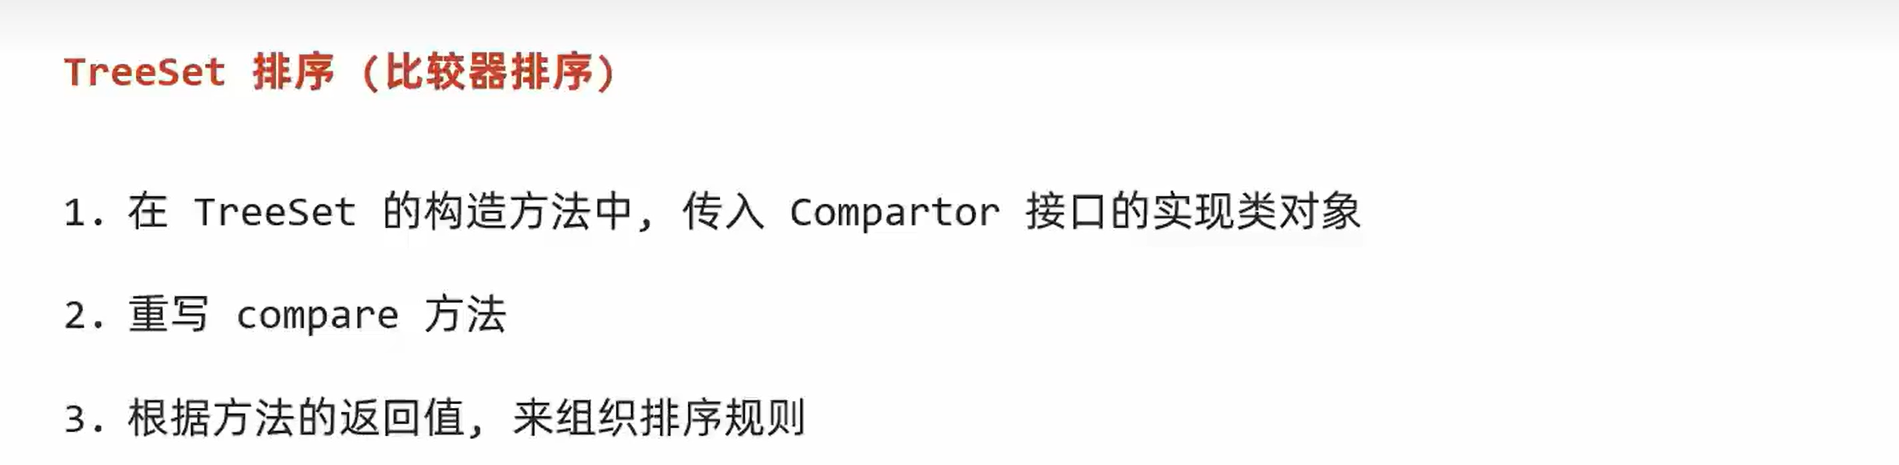 TreeSet 排序 (比较器排序)
1. 在 TreeSet 的构造方法中, 传入 Compartor 接口的实现类对象
2. 重写 compare 方法
3. 根据方法的返回值, 来组织排序规则